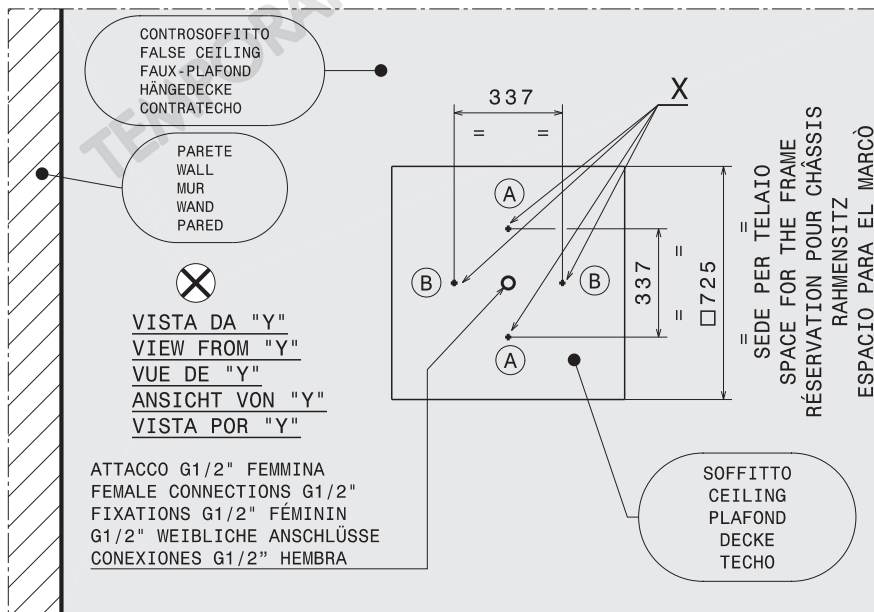 TEMPORA
CONTROSOFFITTO
FALSE CEILING
FAUX-PLAFOND
HÄNGEDECKE
CONTRATECHO
PARETE
WALL
MUR
WAND
PARED
VISTA DA "Y"
VIEW FROM "Y"
VUE DE "Y"
ANSICHT VON "Y"
VISTA POR "Y"
ATTACCO G1/2" FEMMINA
FEMALE CONNECTIONS G1/2"
FIXATIONS G1/2" FÉMININ
G1/2" WEIBLICHE ANSCHLÜSSE
CONEXIONES G1/2” HEMBRA
337
= =
X
A
B
B
A
337
= =
□725
= =
SEDE PER TELAIO
SPACE FOR THE FRAME
RÉSERVATION POUR CHÂSSIS
RAHMENSITZ
ESPACIO PARA EL MARCÒ
SOFFITTO
CEILING
PLAFOND
DECKE
TECHO